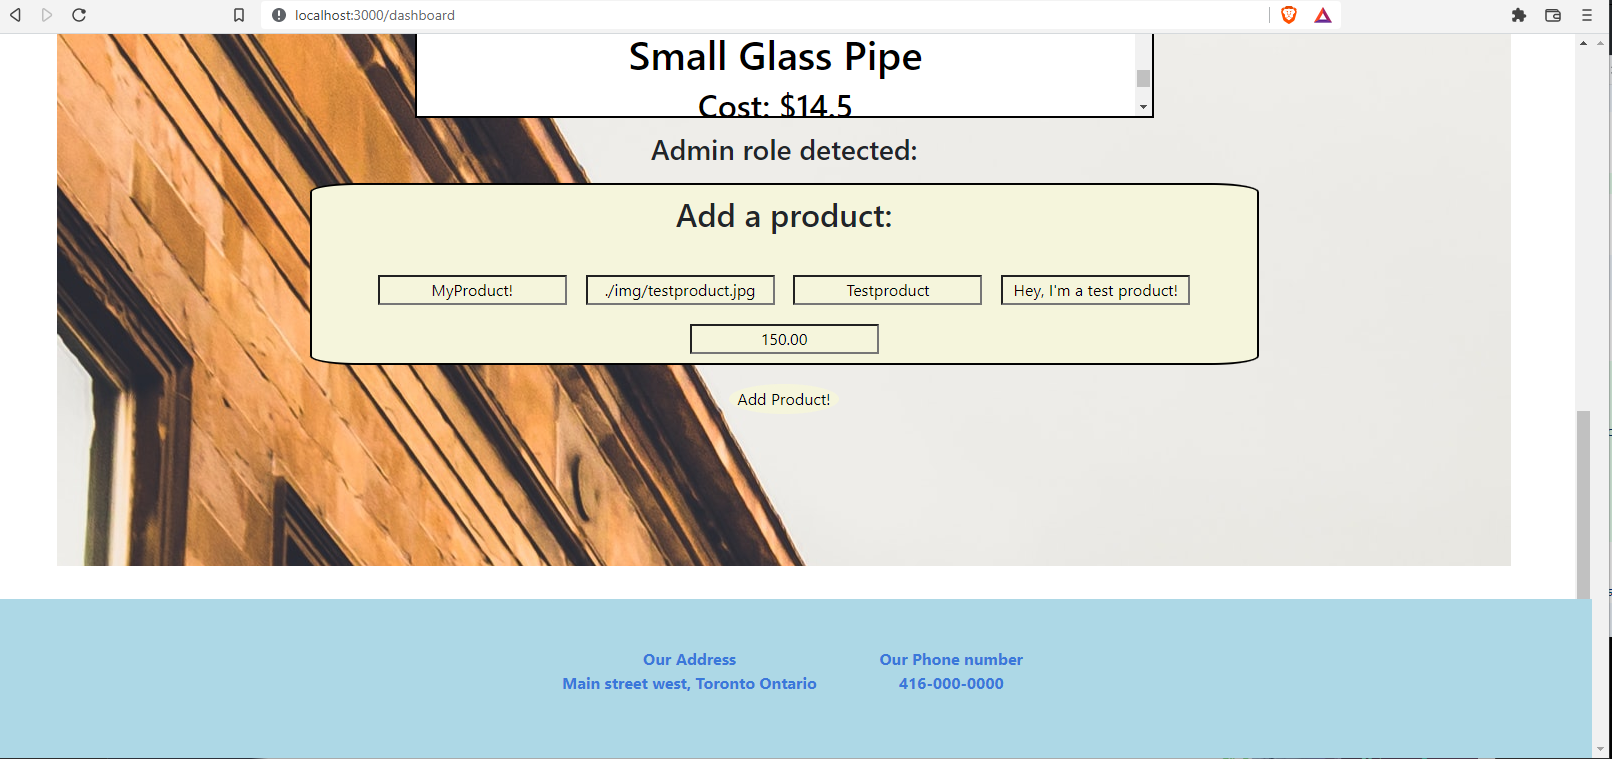 localhost:3000/dashboard
Small Glass Pipe
Cost: $14.5
Admin role detected:
Add a product:
MyProduct! ./img/testproduct.jpg Testproduct Hey, I'm a test product!
150.00
Add Product!
Our Address Our Phone number
Main street west, Toronto Ontario 416-000-0000